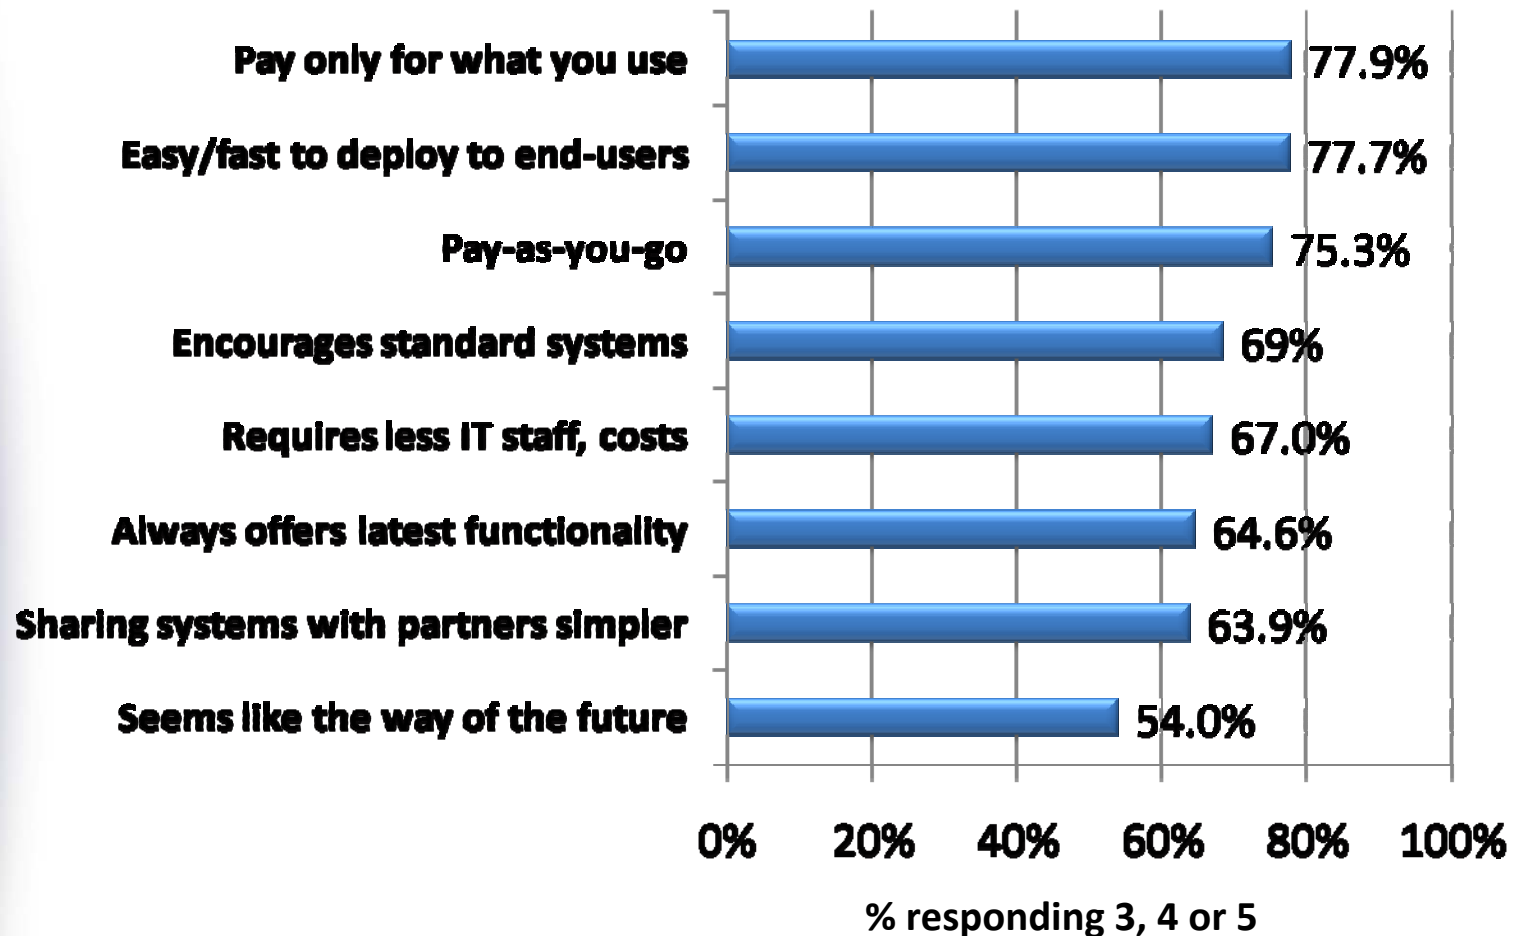 Pay only for what you use 77.9%
Easy/fast to deploy to end-users 77.7%
Pay-as-you-go 75.3%
Encourages standard systems 69%
Requires less IT staff, costs 67.0%
Always offers latest functionality 64.6%
Sharing systems with partners simpler 63.9%
Seems like the way of the future 54.0%
0% 20% 40% 60% 80% 100%
% responding 3, 4 or 5